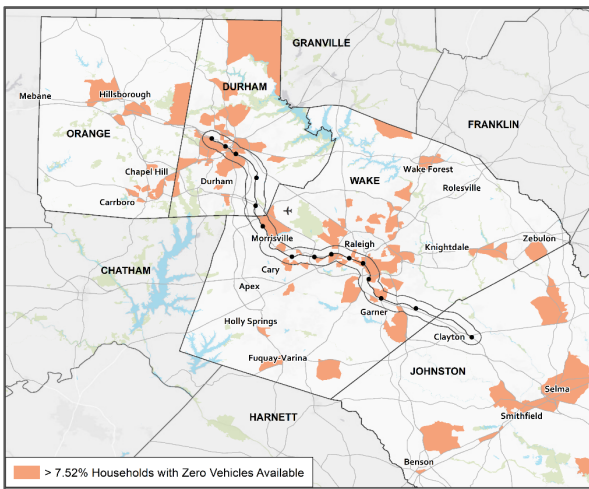 GRANVILLE
DURHAM
Mebane
Hillsborough
FRANKLIN
ORANGE
Chapel Hill
Wake Forest
WAKE
Durham
Rolesville
Carrboro
Morrisville
Raleigh
Knightdale
Zebulon
CHATHAM
Cary
Apex
Holly Springs
Garner
Clayton
Fuquay-Varina
JOHNSTON
Selma
HARNETT
Smithfield
Benson
> 7.52% Households with Zero Vehicles Available